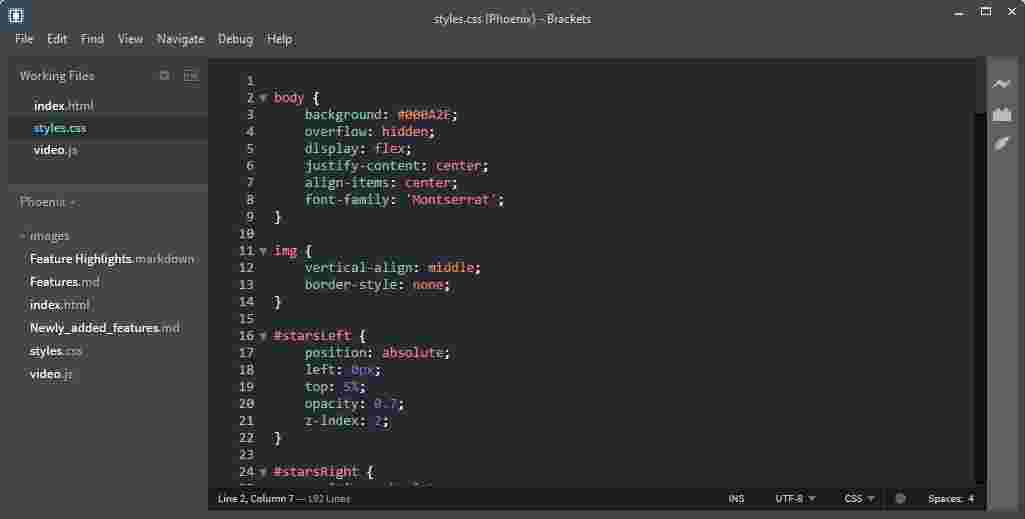 styles.css (Phoenix) - Brackets
File Edit Find View Navigate Debug Help
Working Files
index.html
styles.css
video.js
Phoenix
images
Feature Highlights.markdown
Features.md
index.html
Newly_added_features.md
styles.css
video.js
1
2 body {
3 background: #000A2E;
4 overflow: hidden;
5 display: flex;
6 justify-content: center;
7 align-items: center;
8 font-family: 'Montserrat';
9 }
10
11 img {
12 vertical-align: middle;
13 border-style: none;
14 }
15
16 #starsLeft {
17 position: absolute;
18 left: 0px;
19 top: 5%;
20 opacity: 0.7;
21 z-index: 2;
22 }
23
24 #starsRight {
Line 2, Column 7 — 192 Lines
INS UTF-8 CSS Spaces: 4